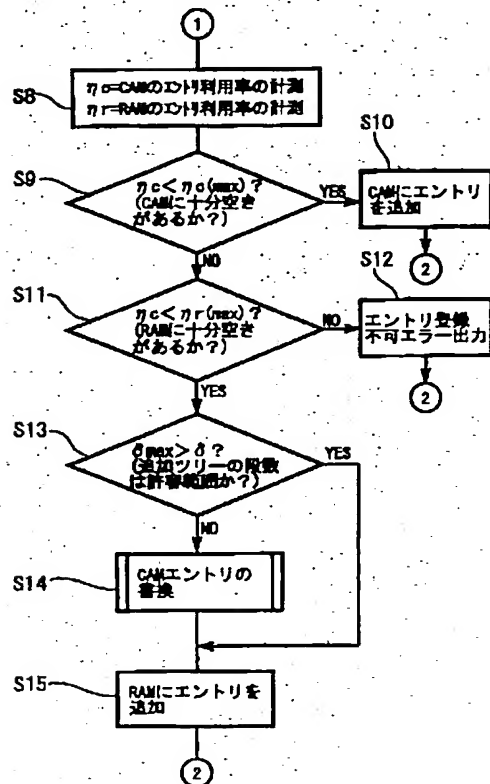 1
S8
ηc=CAMのエントリ利用率の計測
ηr=RAMのエントリ利用率の計測
S9
ηc<ηc(max)?
(CAMに十分空き
があるか?)
YES
S10
CAMにエントリ
を追加
2
NO
S11
ηc<ηr(max)?
(RAMに十分空き
があるか?)
NO
S12
エントリ登録
不可エラー出力
2
YES
S13
δmax>δ?
(追加ツリーの段数
は許容範囲か?)
YES
NO
S14
CAMエントリの
書換
S15
RAMにエントリを
追加
2